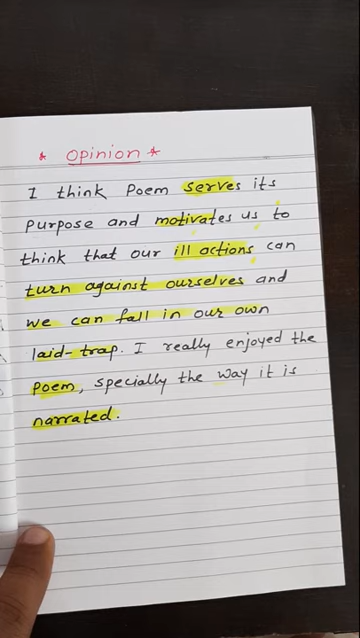 * Opinion *
I think Poem serves its
purpose and motivates us to
think that our ill actions can
turn against ourselves and
we can fall in our own
laid-trap. I really enjoyed the
poem, specially the way it is
narrated.